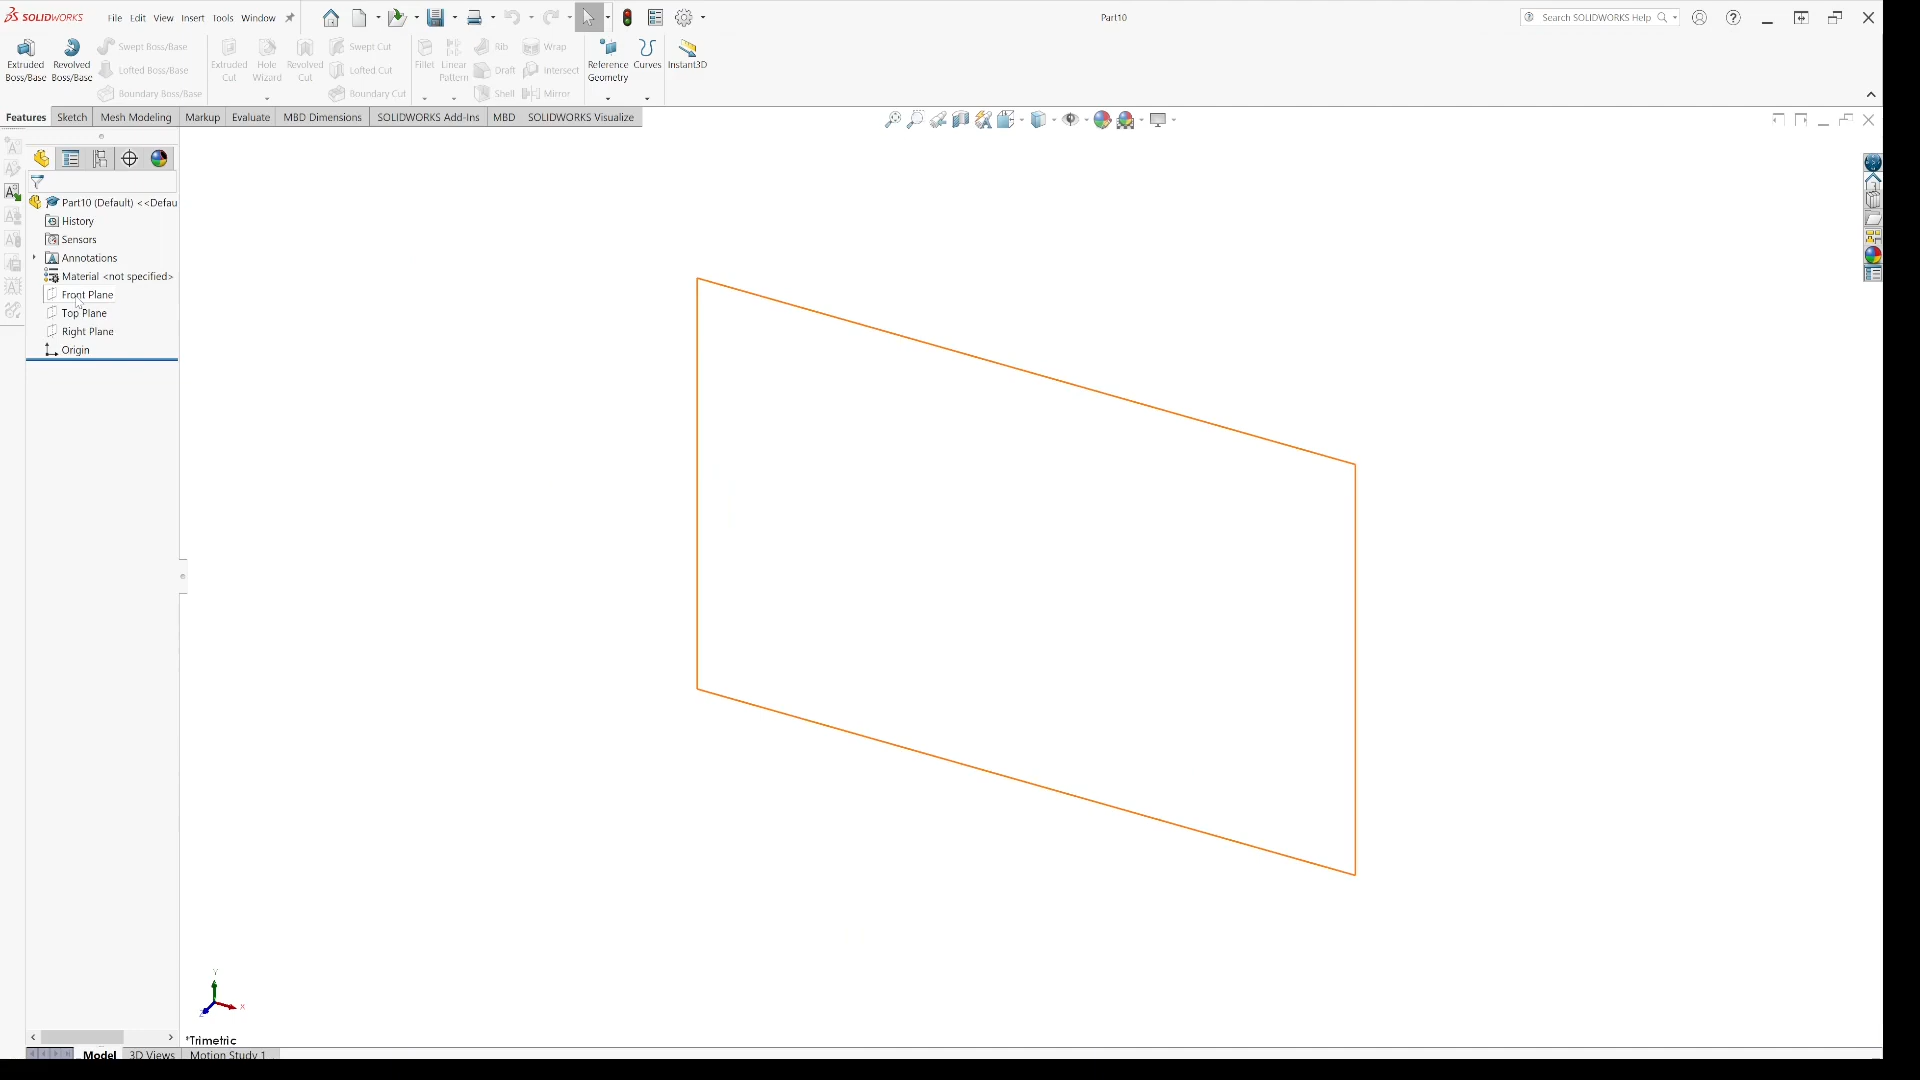 SOLIDWORKS File Edit View Insert Tools Window Part10 Search SOLIDWORKS Help
Extruded Boss/Base
Revolved Boss/Base
Swept Boss/Base
Lofted Boss/Base
Boundary Boss/Base
Extruded Cut
Hole Wizard
Revolved Cut
Swept Cut
Lofted Cut
Boundary Cut
Fillet
Linear Pattern
Rib
Draft
Shell
Wrap
Intersect
Mirror
Reference Geometry
Curves
Instant3D
Features Sketch Mesh Modeling Markup Evaluate MBD Dimensions SOLIDWORKS Add-Ins MBD SOLIDWORKS Visualize
Part10 (Default) <<Defau
History
Sensors
Annotations
Material <not specified>
Front Plane
Top Plane
Right Plane
Origin
Y
X
Z
*Trimetric
Model 3D Views Motion Study 1